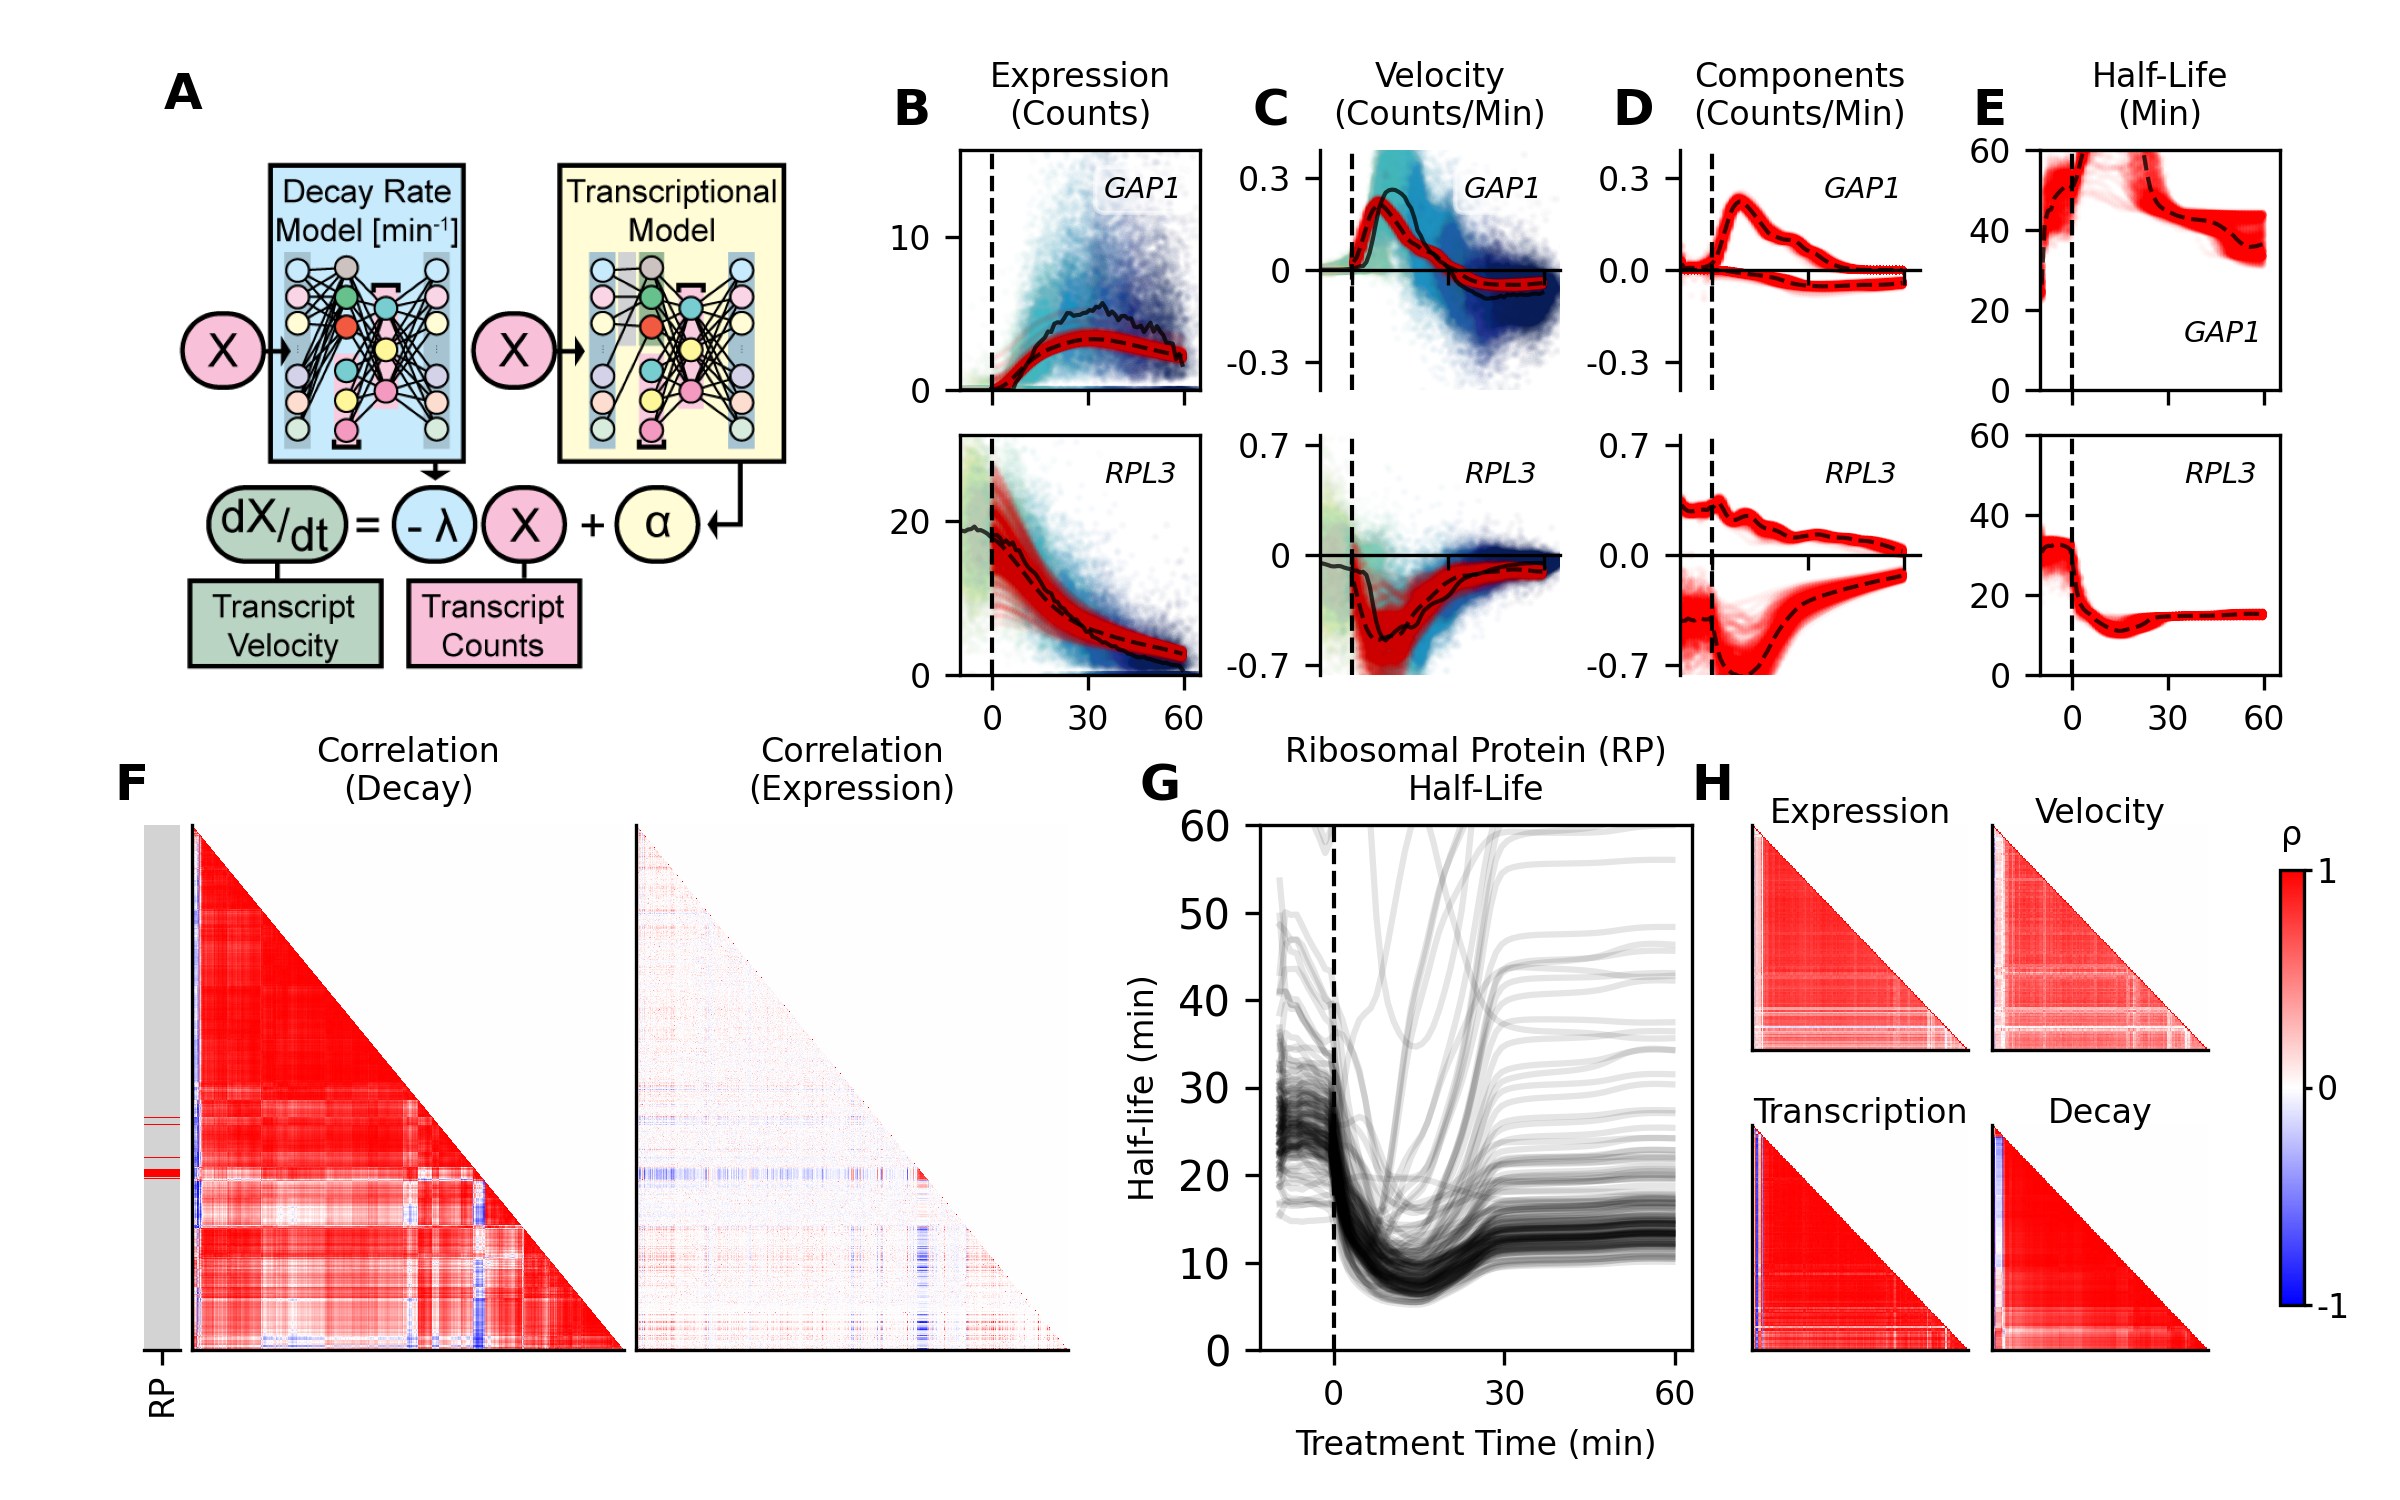 A
Decay Rate
Model [min-1]
Transcriptional
Model
X
X
dX/dt = - λ X + α
Transcript
Velocity
Transcript
Counts
B
Expression
(Counts)
GAP1
10
0
RPL3
20
0
0 30 60
C
Velocity
(Counts/Min)
0.3
GAP1
0
-0.3
0.7
RPL3
0
-0.7
D
Components
(Counts/Min)
0.3
GAP1
0.0
-0.3
0.7
RPL3
0.0
-0.7
E
Half-Life
(Min)
60
40
20
GAP1
0
60
RPL3
40
20
0
0 30 60
F
Correlation
(Decay)
Correlation
(Expression)
RP
G
Ribosomal Protein (RP)
Half-Life
Half-life (min)
60
50
40
30
20
10
0
0 30 60
Treatment Time (min)
H
Expression
Velocity
Transcription
Decay
ρ
1
0
-1